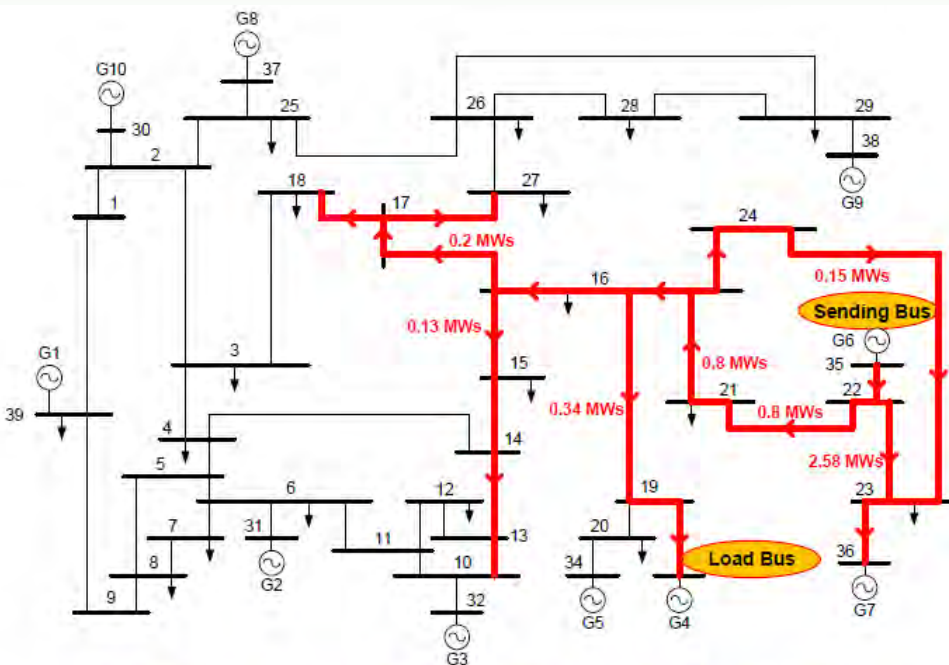 G8
G10
37
25
26
28
29
30
2
38
G9
18
17
27
24
1
0.2 MWs
16
0.15 MWs
Sending Bus
0.13 MWs
G6
3
15
0.8 MWs
35
G1
0.34 MWs
21
22
39
0.8 MWs
4
14
5
2.58 MWs
6
12
19
23
7
31
11
13
20
8
10
34
Load Bus
36
G2
9
32
G5
G4
G7
G3